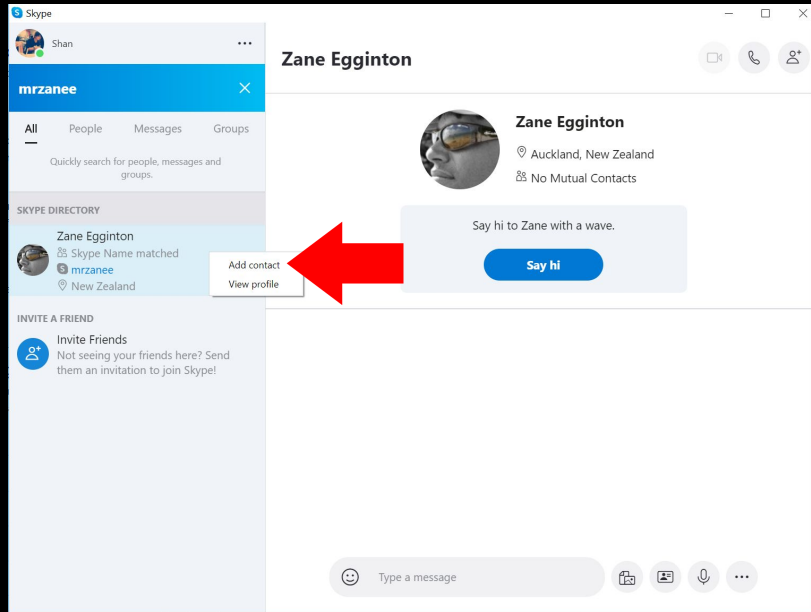 Skype
Shan
mrzanee
All People Messages Groups
Quickly search for people, messages and
groups.
SKYPE DIRECTORY
Zane Egginton
Skype Name matched
mrzanee
New Zealand
Add contact
View profile
INVITE A FRIEND
Invite Friends
Not seeing your friends here? Send
them an invitation to join Skype!
Zane Egginton
Zane Egginton
Auckland, New Zealand
No Mutual Contacts
Say hi to Zane with a wave.
Say hi
Type a message